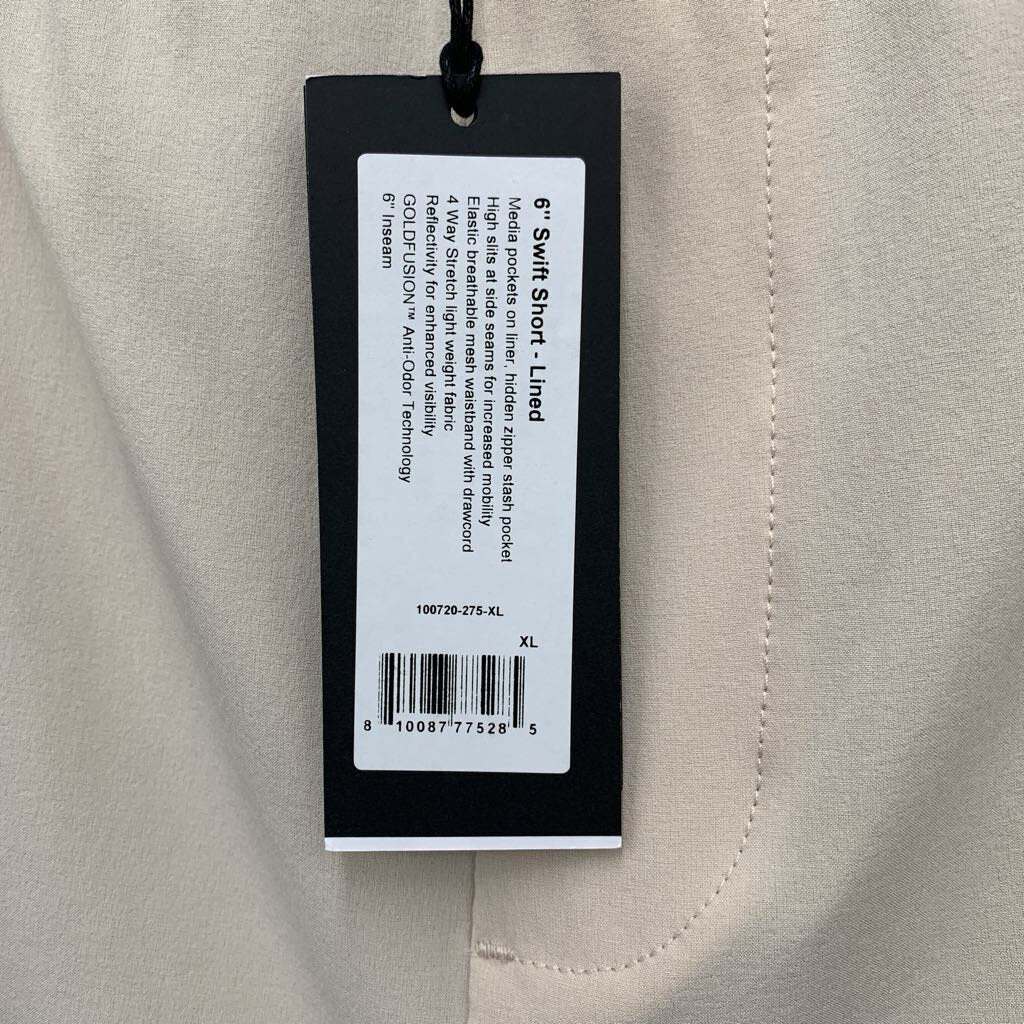 6" Swift Short - Lined
Media pockets on liner, hidden zipper stash pocket
High slits at side seams for increased mobility
Elastic breathable mesh waistband with drawcord
4 Way Stretch light weight fabric
Reflectivity for enhanced visibility
GOLDFUSION™ Anti-Odor Technology
6" Inseam
100720-275-XL
XL
8 10087 77528 5